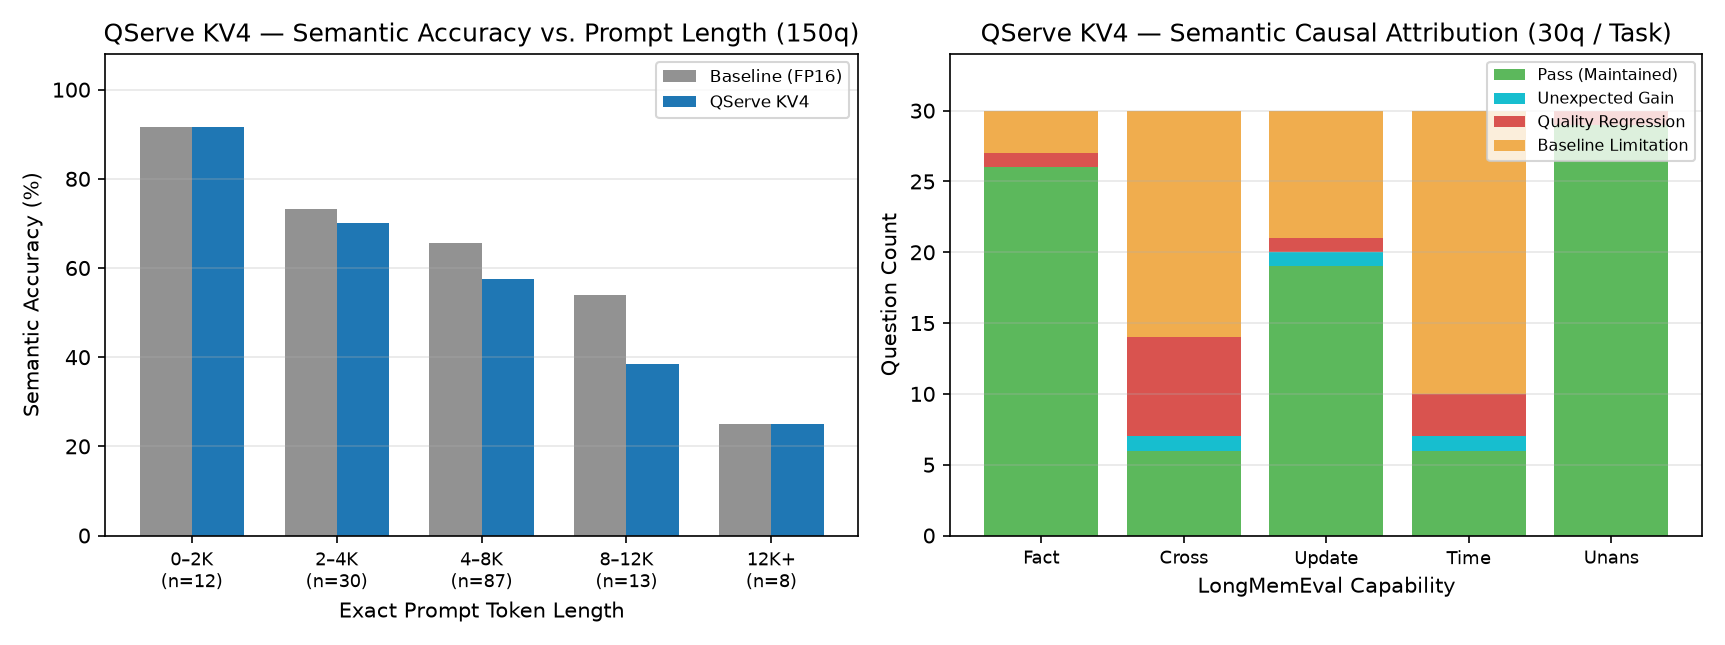 QServe KV4 — Semantic Accuracy vs. Prompt Length (150q)
Baseline (FP16)
QServe KV4
Semantic Accuracy (%)
100
80
60
40
20
0
0–2K
(n=12)
2–4K
(n=30)
4–8K
(n=87)
8–12K
(n=13)
12K+
(n=8)
Exact Prompt Token Length
QServe KV4 — Semantic Causal Attribution (30q / Task)
Pass (Maintained)
Unexpected Gain
Quality Regression
Baseline Limitation
Question Count
30
25
20
15
10
5
0
Fact
Cross
Update
Time
Unans
LongMemEval Capability